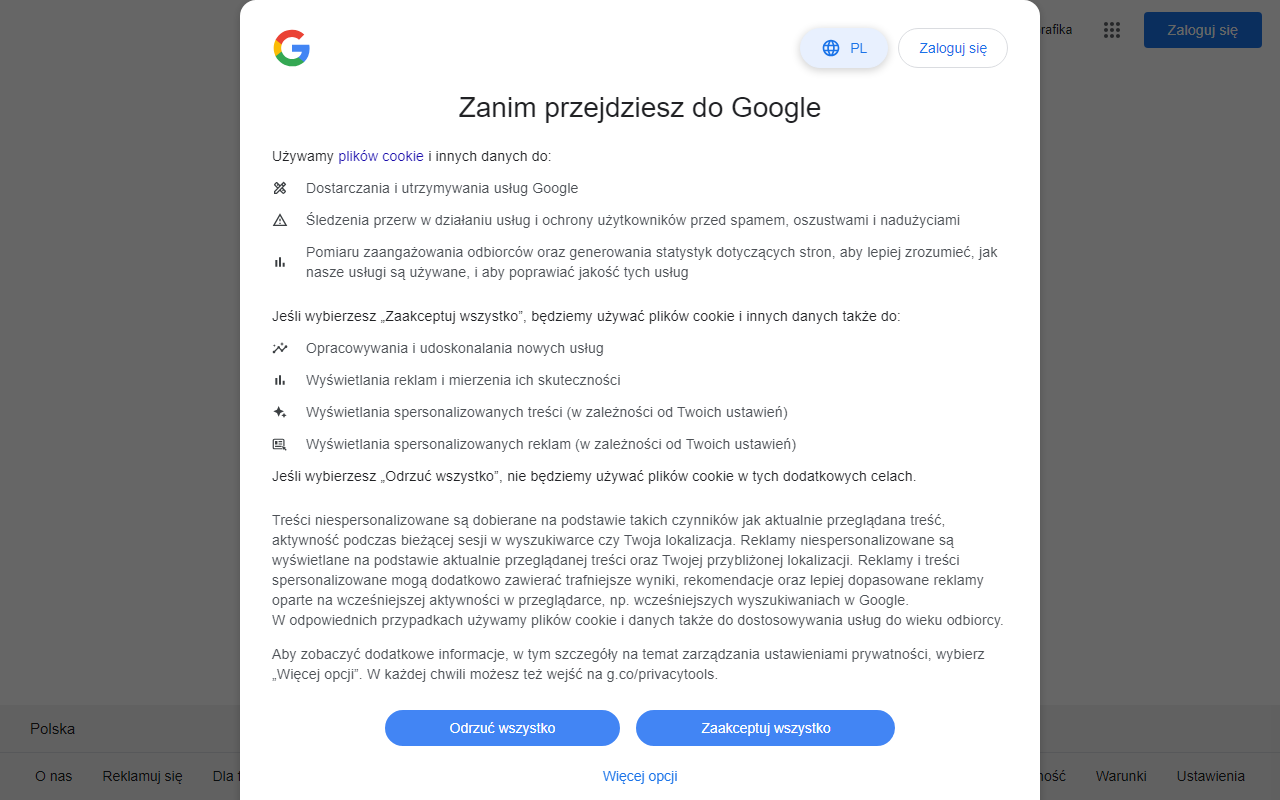 PL
Zaloguj się
Zaloguj się
Zanim przejdziesz do Google
Używamy plików cookie i innych danych do:
Dostarczania i utrzymywania usług Google
Śledzenia przerw w działaniu usług i ochrony użytkowników przed spamem, oszustwami i nadużyciami
Pomiaru zaangażowania odbiorców oraz generowania statystyk dotyczących stron, aby lepiej zrozumieć, jak
nasze usługi są używane, i aby poprawiać jakość tych usług
Jeśli wybierzesz „Zaakceptuj wszystko”, będziemy używać plików cookie i innych danych także do:
Opracowywania i udoskonalania nowych usług
Wyświetlania reklam i mierzenia ich skuteczności
Wyświetlania spersonalizowanych treści (w zależności od Twoich ustawień)
Wyświetlania spersonalizowanych reklam (w zależności od Twoich ustawień)
Jeśli wybierzesz „Odrzuć wszystko”, nie będziemy używać plików cookie w tych dodatkowych celach.
Treści niespersonalizowane są dobierane na podstawie takich czynników jak aktualnie przeglądana treść,
aktywność podczas bieżącej sesji w wyszukiwarce czy Twoja lokalizacja. Reklamy niespersonalizowane są
wyświetlane na podstawie aktualnie przeglądanej treści oraz Twojej przybliżonej lokalizacji. Reklamy i treści
spersonalizowane mogą dodatkowo zawierać trafniejsze wyniki, rekomendacje oraz lepiej dopasowane reklamy
oparte na wcześniejszej aktywności w przeglądarce, np. wcześniejszych wyszukiwaniach w Google.
W odpowiednich przypadkach używamy plików cookie i danych także do dostosowywania usług do wieku odbiorcy.
Aby zobaczyć dodatkowe informacje, w tym szczegóły na temat zarządzania ustawieniami prywatności, wybierz
„Więcej opcji”. W każdej chwili możesz też wejść na g.co/privacytools.
Odrzuć wszystko
Zaakceptuj wszystko
Więcej opcji
Polska
O nas
Reklamuj się
Dla
Warunki
Ustawienia